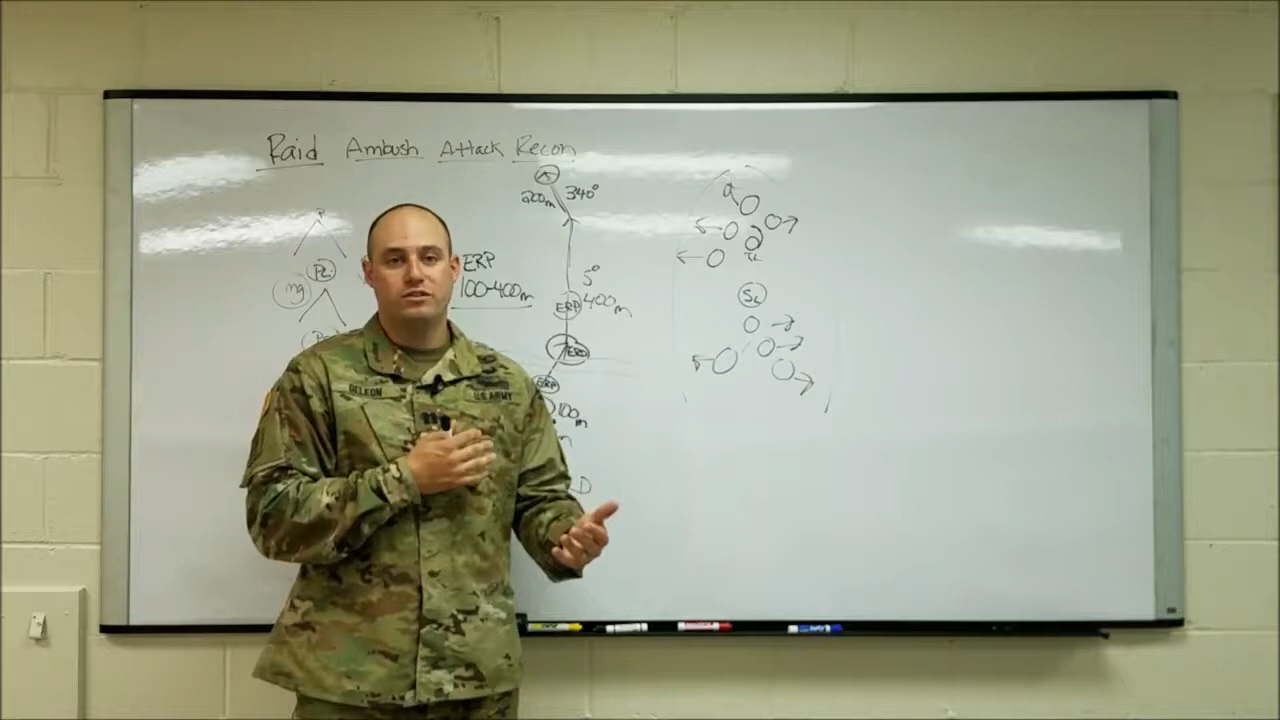 Raid Ambush Attack Recon
200m 340°
P
PL
mg
ERP
100-400m
5°
ERP 400m
ERP
ERP
100m
m
D
SL
DELEON
U.S. ARMY